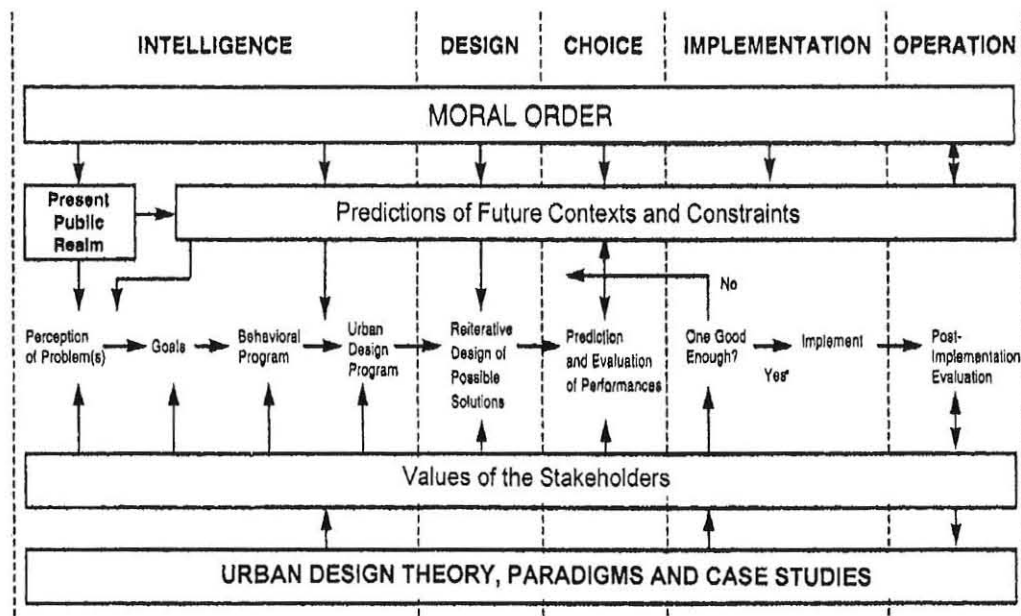 INTELLIGENCE DESIGN CHOICE IMPLEMENTATION OPERATION
MORAL ORDER
Present
Public
Realm
Predictions of Future Contexts and Constraints
No
Perception
of Problem(s)
Goals
Behavioral
Program
Urban
Design
Program
Reiterative
Design of
Possible
Solutions
Prediction
and Evaluation
of Performances
One Good
Enough?
Yes
Implement
Post-
Implementation
Evaluation
Values of the Stakeholders
URBAN DESIGN THEORY, PARADIGMS AND CASE STUDIES